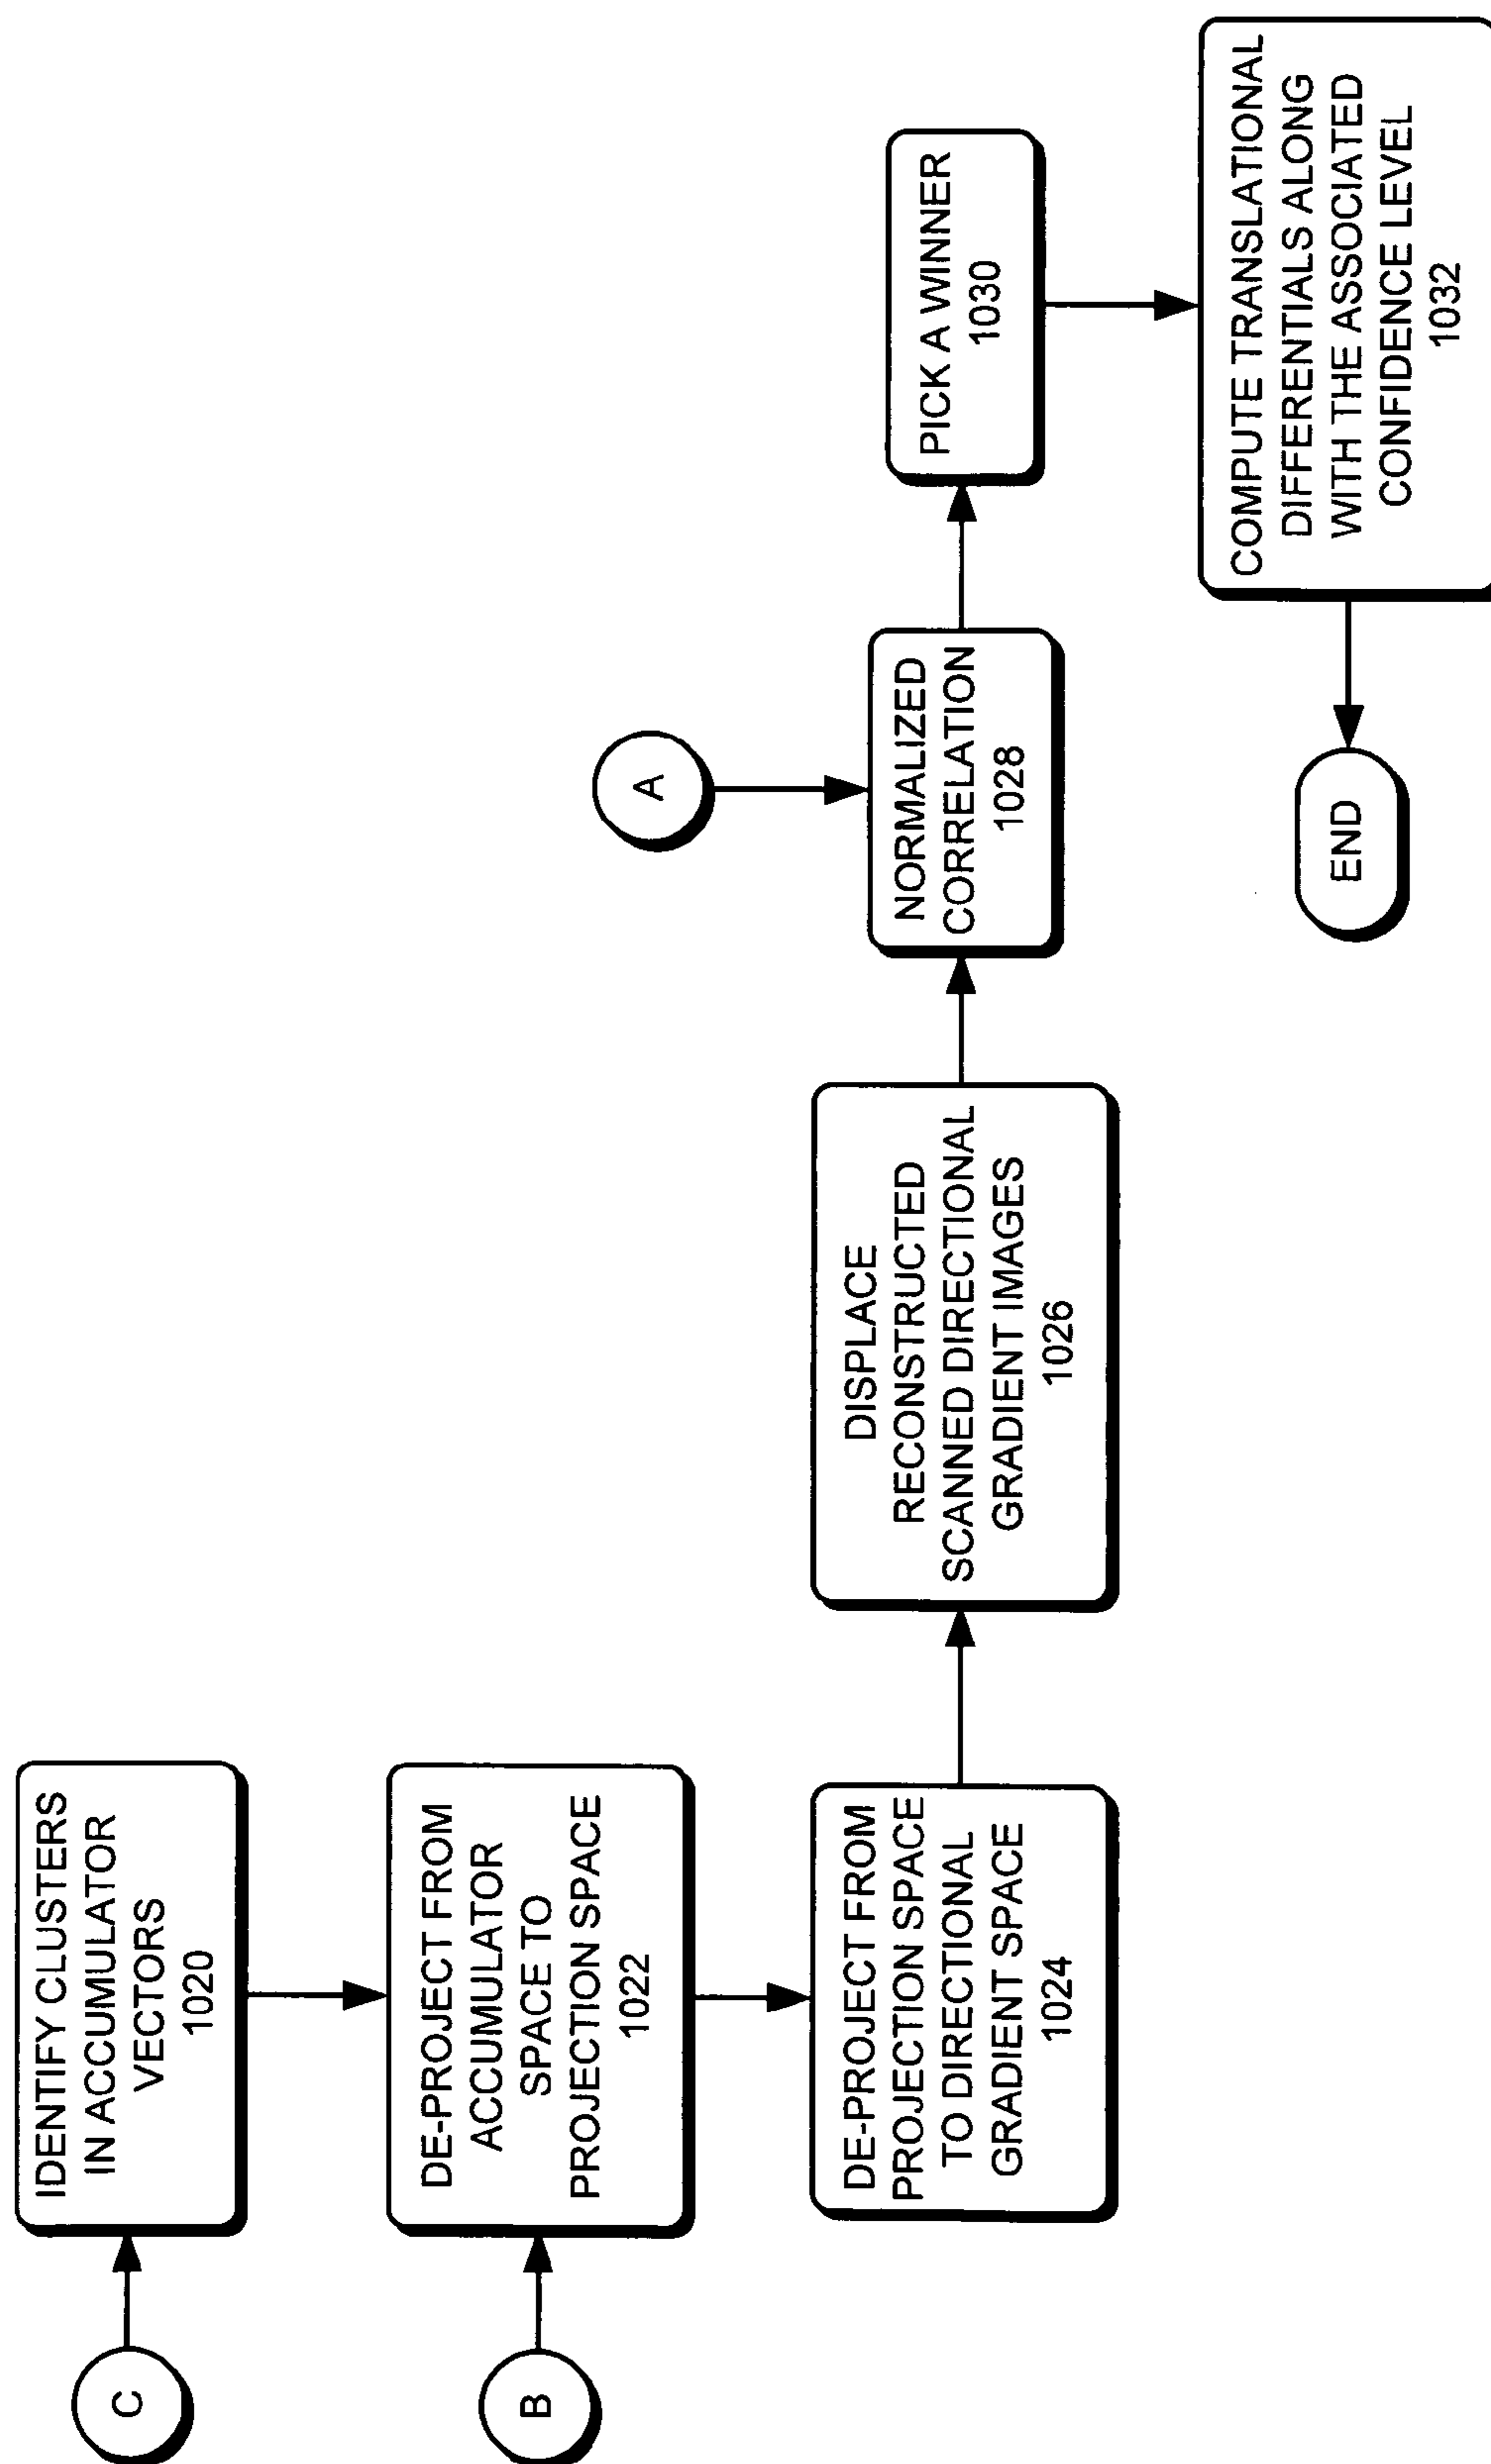 C
IDENTIFY CLUSTERS
IN ACCUMULATOR
VECTORS
1020
B
DE-PROJECT FROM
ACCUMULATOR
SPACE TO
PROJECTION SPACE
1022
DE-PROJECT FROM
PROJECTION SPACE
TO DIRECTIONAL
GRADIENT SPACE
1024
DISPLACE
RECONSTRUCTED
SCANNED DIRECTIONAL
GRADIENT IMAGES
1026
A
NORMALIZED
CORRELATION
1028
PICK A WINNER
1030
COMPUTE TRANSLATIONAL
DIFFERENTIALS ALONG
WITH THE ASSOCIATED
CONFIDENCE LEVEL
1032
END